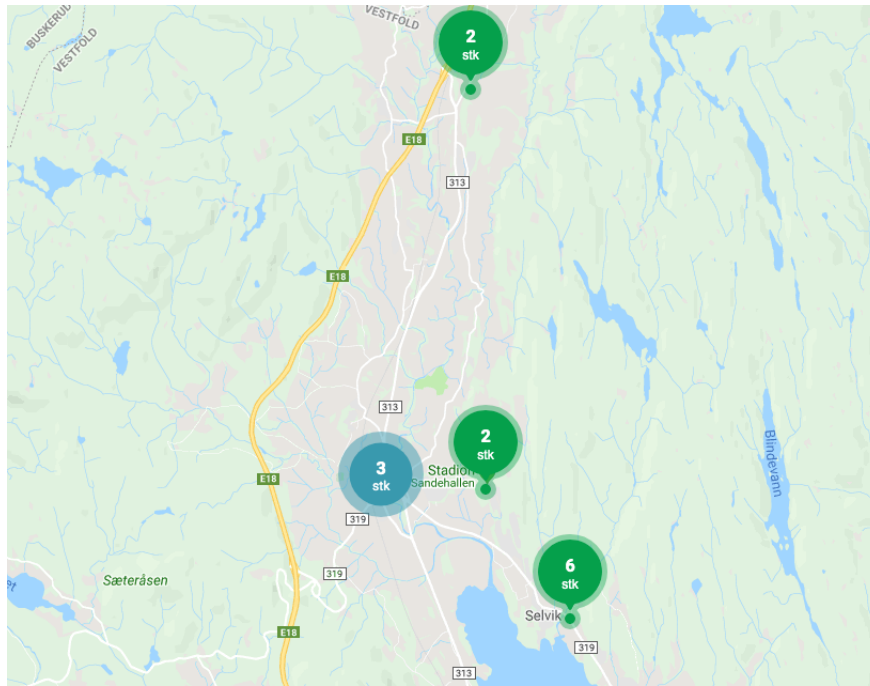 BUSKERUD
VESTFOLD
VESTFOLD
2
stk
E18
313
E18
313
2
stk
3
stk
Stadion
Sandehallen
E18
319
Blindevann
6
stk
319
Sæteråsen
Selvik
E18
319
313